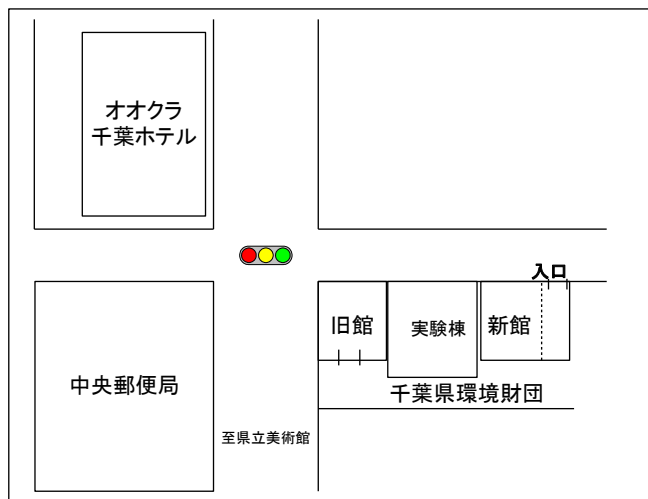 オオクラ
千葉ホテル
入口
旧館
実験棟
新館
中央郵便局
千葉県環境財団
至県立美術館